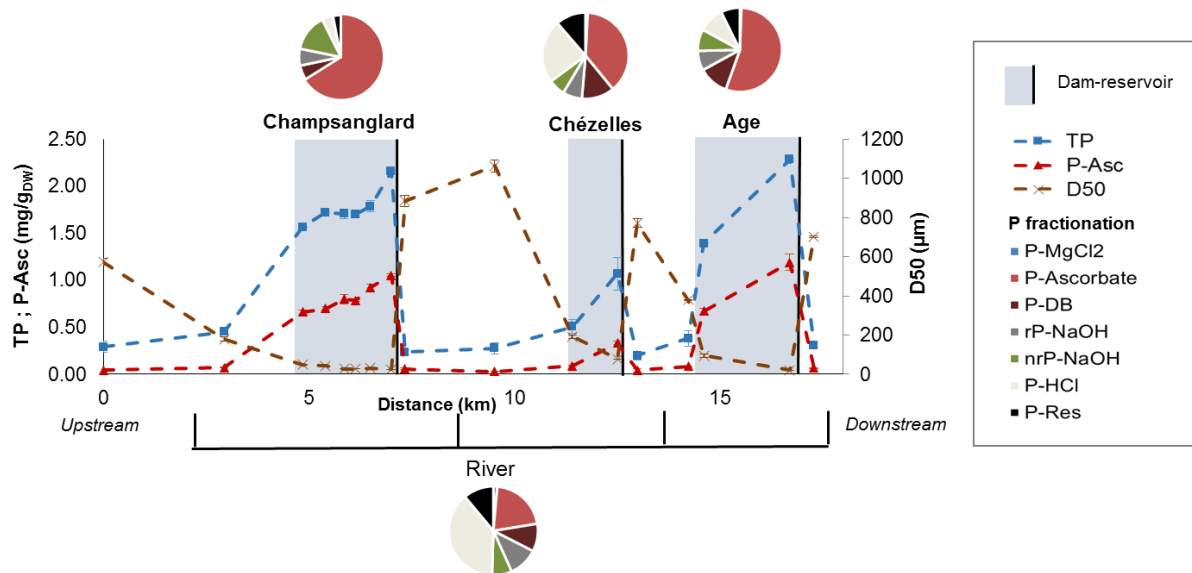 Champsanglard
Chézelles
Age
2.50
2.00
1.50
1.00
0.50
0.00
TP ; P-Asc (mg/gDW)
1200
1000
800
600
400
200
0
D50 (µm)
0
5
10
15
Distance (km)
Upstream
Downstream
River
Dam-reservoir
TP
P-Asc
D50
P fractionation
P-MgCl2
P-Ascorbate
P-DB
rP-NaOH
nrP-NaOH
P-HCl
P-Res